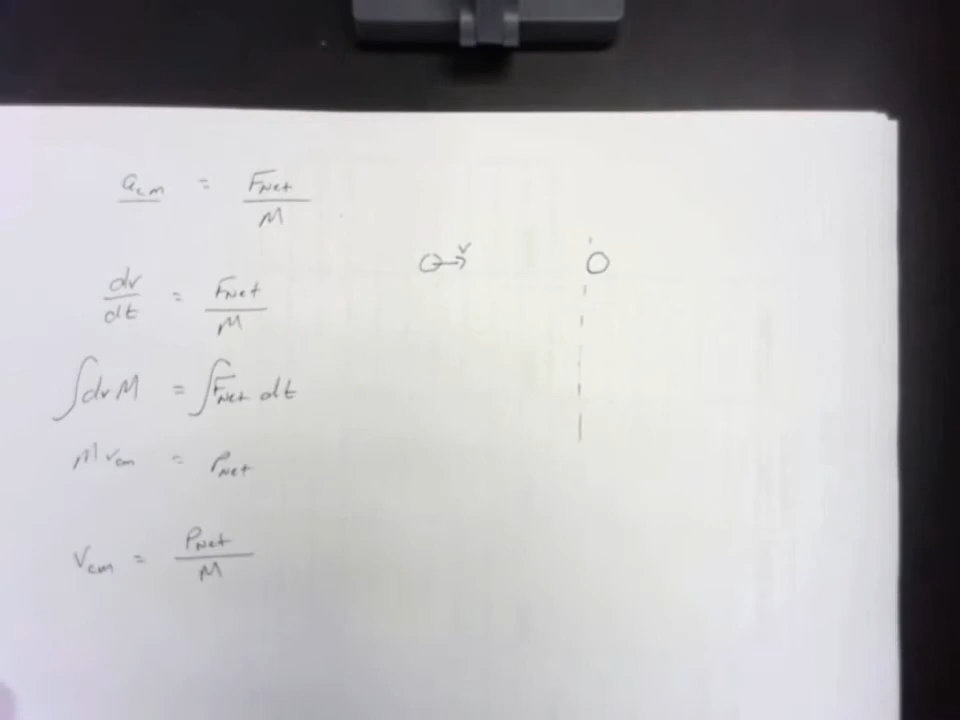 a_cm = F_Net / M
v
dv / dt = F_Net / M
∫ dv M = ∫ F_Net dt
M v_cm = P_Net
v_cm = P_Net / M